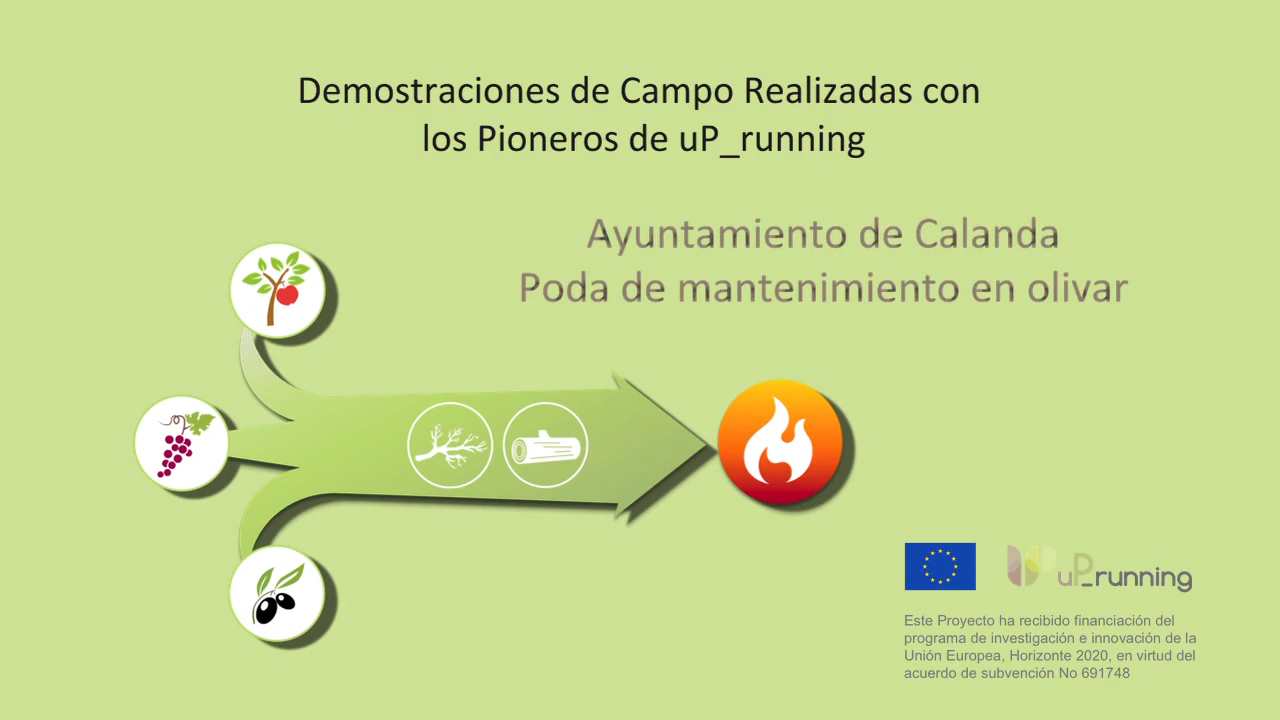 Demostraciones de Campo Realizadas con
los Pioneros de uP_running
Ayuntamiento de Calanda
Poda de mantenimiento en olivar
uP_running
Este Proyecto ha recibido financiación del
programa de investigación e innovación de la
Unión Europea, Horizonte 2020, en virtud del
acuerdo de subvención No 691748